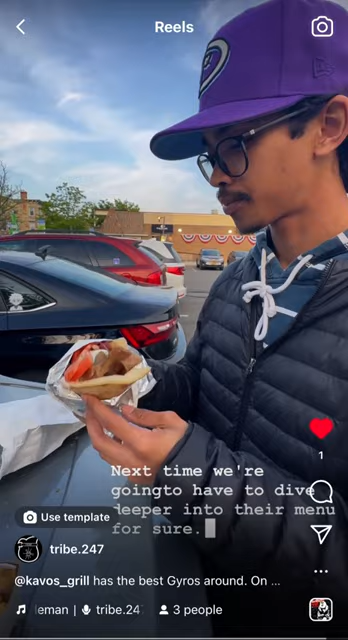 Reels
Next time we're
goingto have to dive
deeper into their menu
for sure.
Use template
tribe.247
@kavos_grill has the best Gyros around. On ...
eman | tribe.24
3 people
1